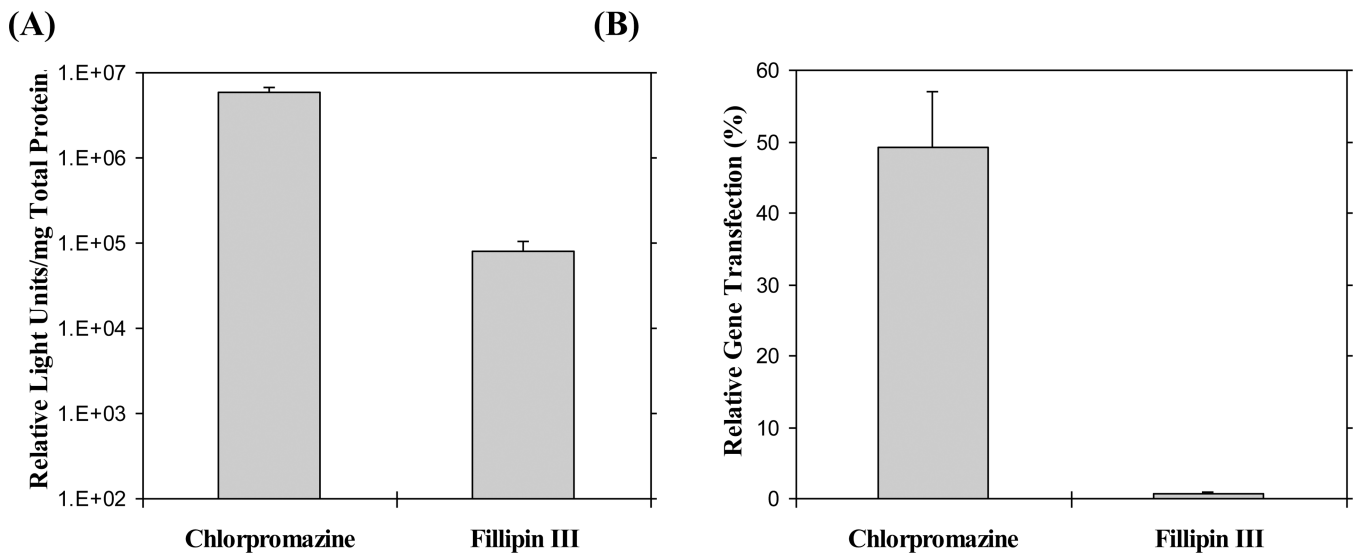 (A)
(B)
Relative Light Units/mg Total Protein
1.E+07
1.E+06
1.E+05
1.E+04
1.E+03
1.E+02
Chlorpromazine
Fillipin III
Relative Gene Transfection (%)
60
50
40
30
20
10
0
Chlorpromazine
Fillipin III